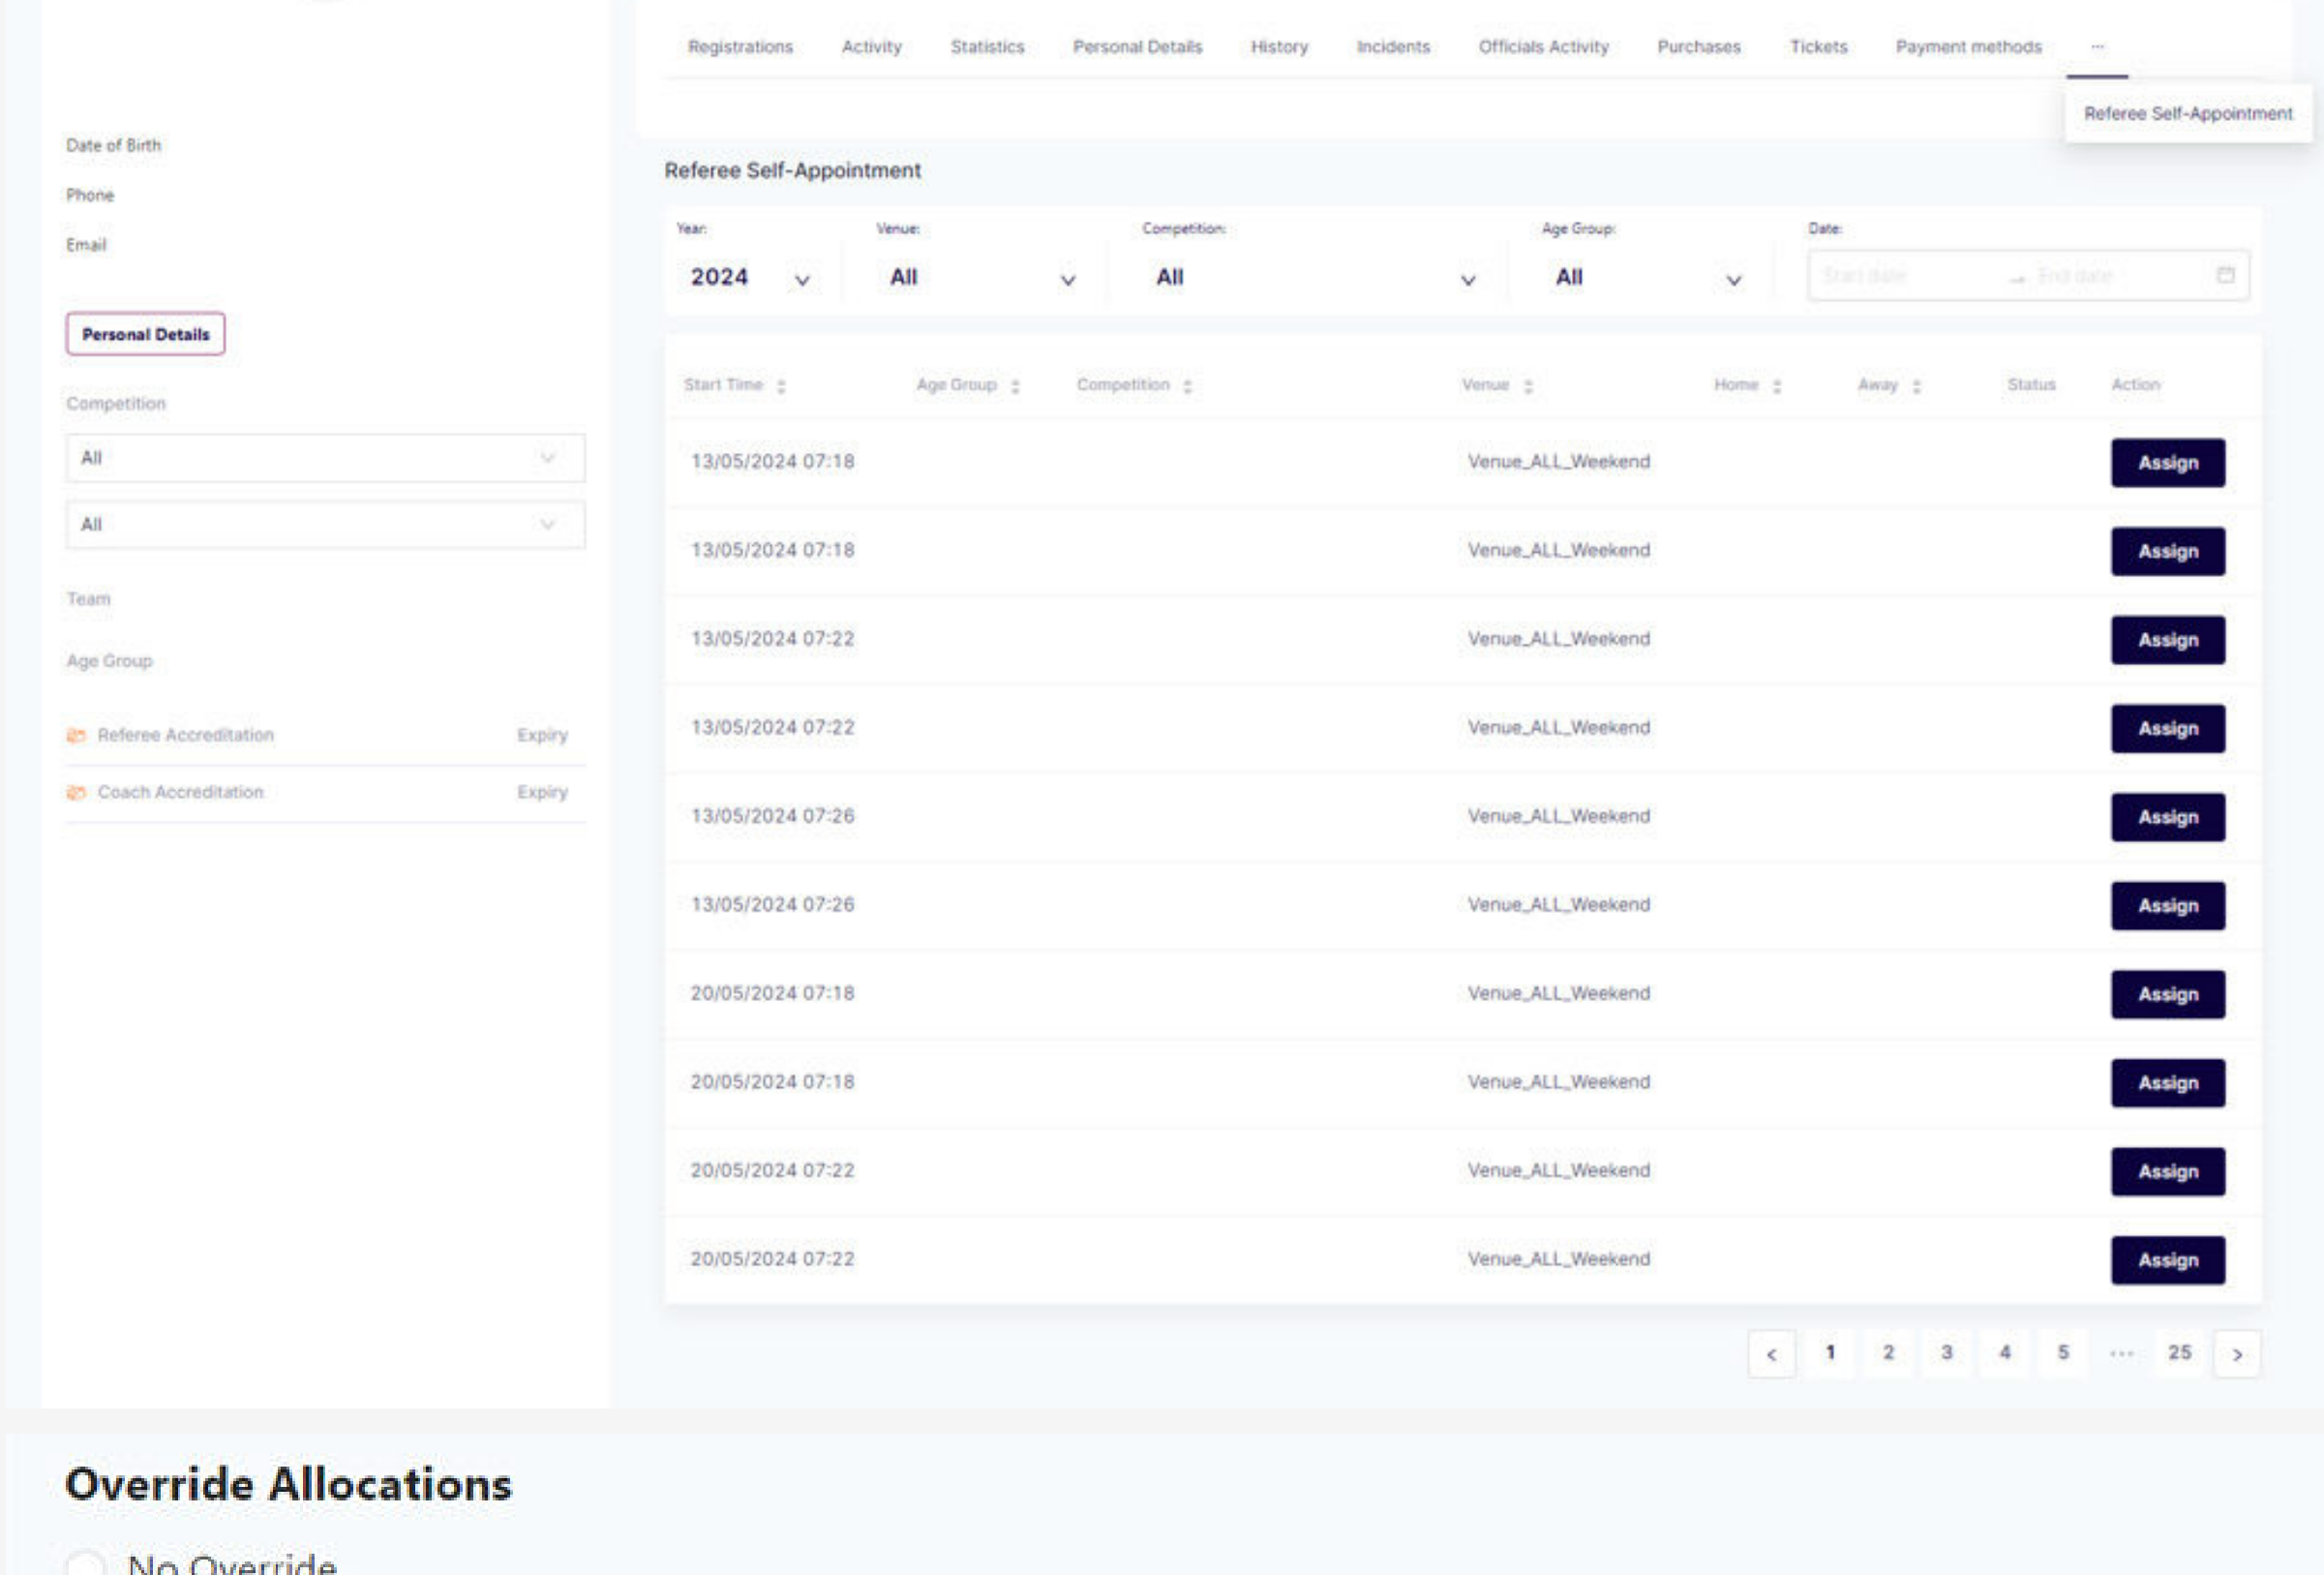 Registrations Activity Statistics Personal Details History Incidents Officials Activity Purchases Tickets Payment methods ...
Referee Self-Appointment
Date of Birth
Phone
Email
Personal Details
Competition
All
All
Team
Age Group
Referee Accreditation Expiry
Coach Accreditation Expiry
Referee Self-Appointment
Year: Venue: Competition: Age Group: Date:
2024 All All All Start date → End date
Start Time Age Group Competition Venue Home Away Status Action
13/05/2024 07:18 Venue_ALL_Weekend Assign
13/05/2024 07:18 Venue_ALL_Weekend Assign
13/05/2024 07:22 Venue_ALL_Weekend Assign
13/05/2024 07:22 Venue_ALL_Weekend Assign
13/05/2024 07:26 Venue_ALL_Weekend Assign
13/05/2024 07:26 Venue_ALL_Weekend Assign
20/05/2024 07:18 Venue_ALL_Weekend Assign
20/05/2024 07:18 Venue_ALL_Weekend Assign
20/05/2024 07:22 Venue_ALL_Weekend Assign
20/05/2024 07:22 Venue_ALL_Weekend Assign
< 1 2 3 4 5 ••• 25 >
Override Allocations
No Override